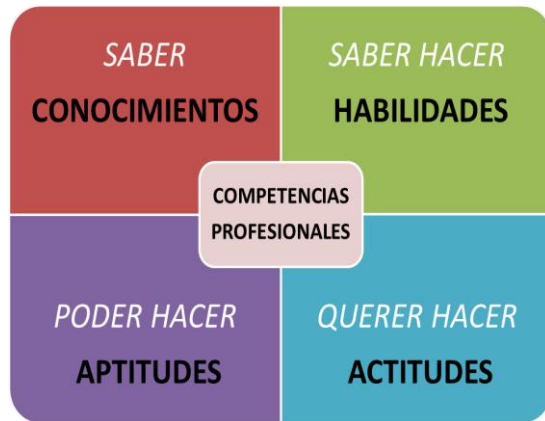 SABER
CONOCIMIENTOS
SABER HACER
HABILIDADES
COMPETENCIAS
PROFESIONALES
PODER HACER
APTITUDES
QUERER HACER
ACTITUDES